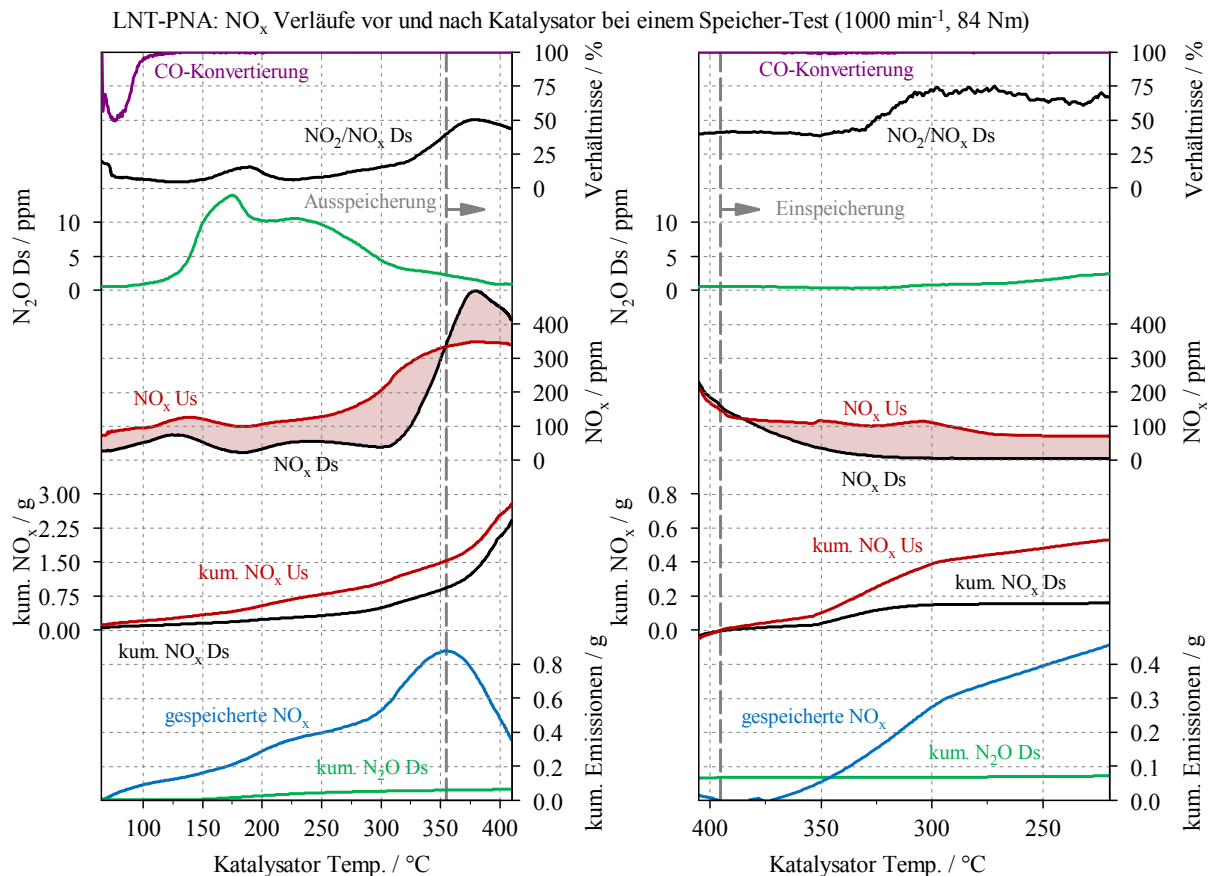 LNT-PNA: NOx Verläufe vor und nach Katalysator bei einem Speicher-Test (1000 min-1, 84 Nm)
CO-Konvertierung
NO2/NOx Ds
Ausspeicherung
N2O Ds / ppm
10
5
0
100
75
50
25
0
Verhältnisse / %
NOx Us
NOx Ds
400
300
200
100
0
NOx / ppm
kum. NOx / g
3.00
2.25
1.50
0.75
0.00
kum. NOx Us
kum. NOx Ds
gespeicherte NOx
kum. N2O Ds
0.8
0.6
0.4
0.2
0.0
kum. Emissionen / g
100 150 200 250 300 350 400
Katalysator Temp. / °C
CO-Konvertierung
NO2/NOx Ds
Einspeicherung
N2O Ds / ppm
10
5
0
100
75
50
25
0
Verhältnisse / %
NOx Us
NOx Ds
400
300
200
100
0
NOx / ppm
kum. NOx / g
0.8
0.6
0.4
0.2
0.0
kum. NOx Us
kum. NOx Ds
gespeicherte NOx
kum. N2O Ds
0.4
0.3
0.2
0.1
0.0
kum. Emissionen / g
400 350 300 250
Katalysator Temp. / °C